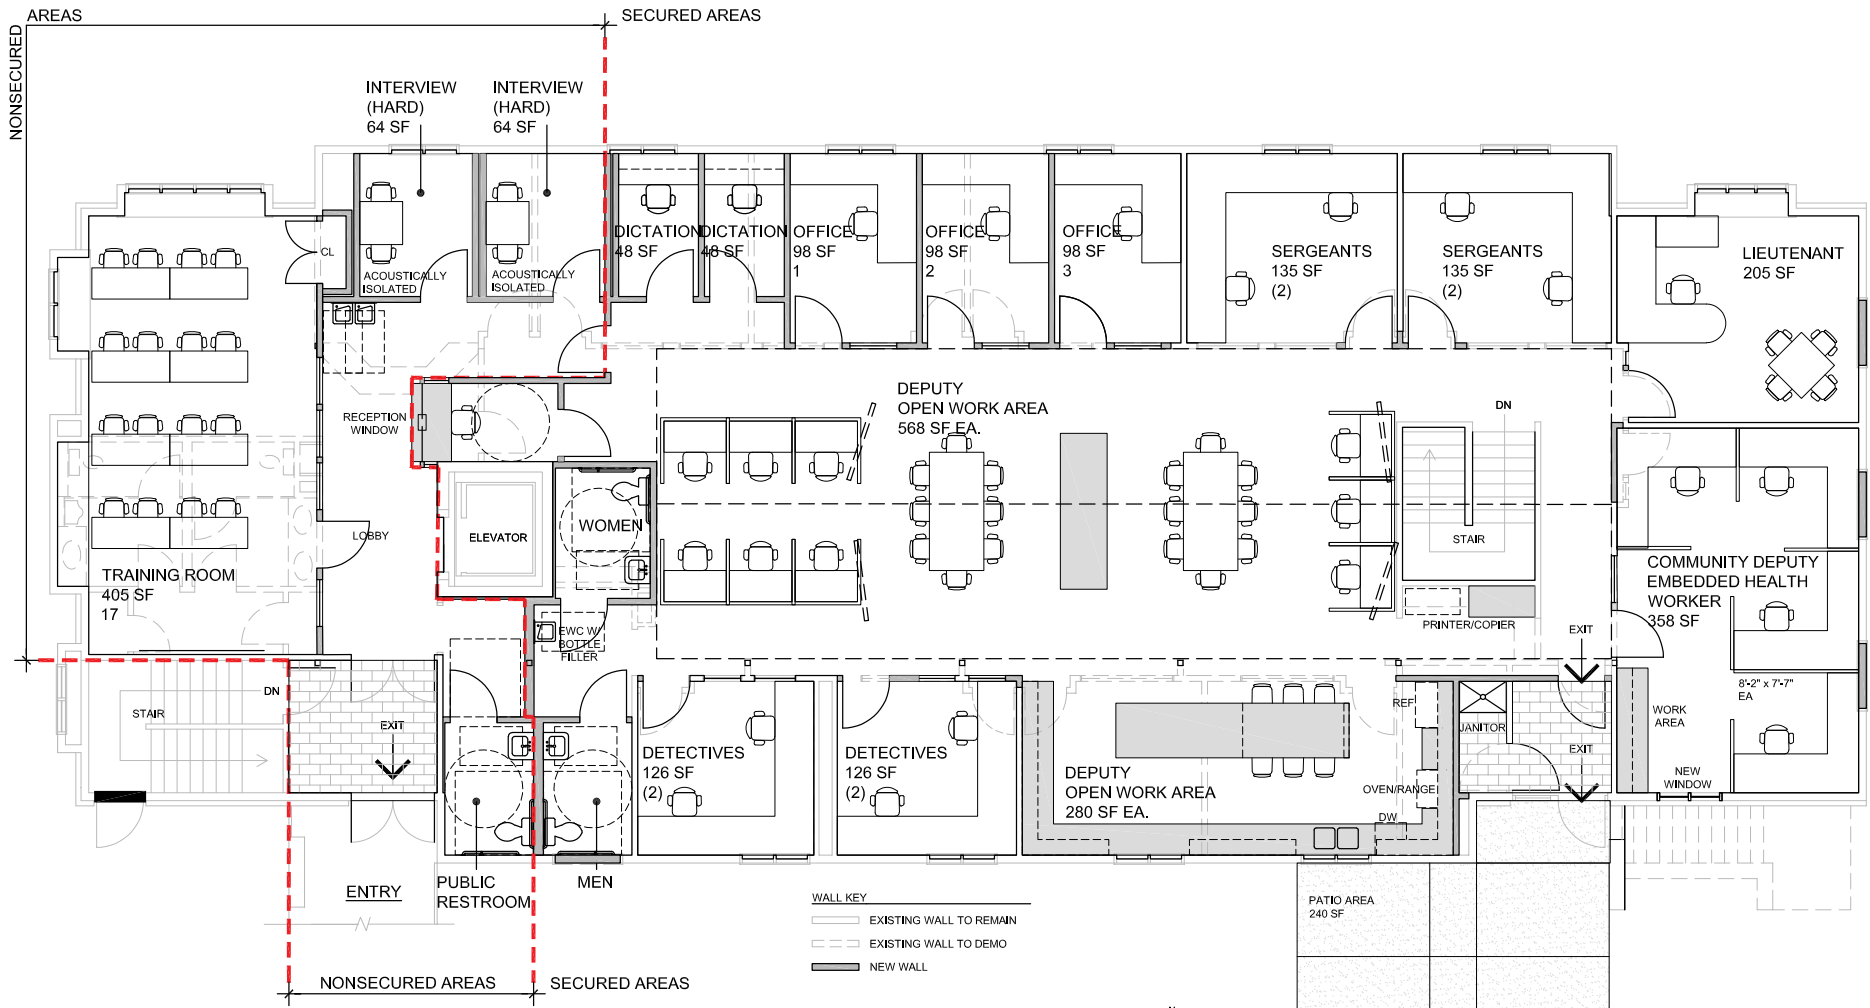 AREAS
SECURED AREAS
NONSECURED
INTERVIEW
(HARD)
64 SF
INTERVIEW
(HARD)
64 SF
CL
ACOUSTICALLY
ISOLATED
ACOUSTICALLY
ISOLATED
DICTATION
48 SF
DICTATION
48 SF
OFFICE
98 SF
1
OFFICE
98 SF
2
OFFICE
98 SF
3
SERGEANTS
135 SF
(2)
SERGEANTS
135 SF
(2)
LIEUTENANT
205 SF
RECEPTION
WINDOW
DEPUTY
OPEN WORK AREA
568 SF EA.
DN
STAIR
LOBBY
ELEVATOR
WOMEN
TRAINING ROOM
405 SF
17
COMMUNITY DEPUTY
EMBEDDED HEALTH
WORKER
358 SF
PRINTER/COPIER
EXIT
EWC W/
BOTTLE
FILLER
DN
STAIR
EXIT
8'-2" x 7'-7"
EA
WORK
AREA
NEW
WINDOW
REF
JANITOR
EXIT
DETECTIVES
126 SF
(2)
DETECTIVES
126 SF
(2)
DEPUTY
OPEN WORK AREA
280 SF EA.
OVEN/RANGE
DW
ENTRY
PUBLIC
RESTROOM
MEN
WALL KEY
EXISTING WALL TO REMAIN
EXISTING WALL TO DEMO
NEW WALL
PATIO AREA
240 SF
NONSECURED AREAS
SECURED AREAS